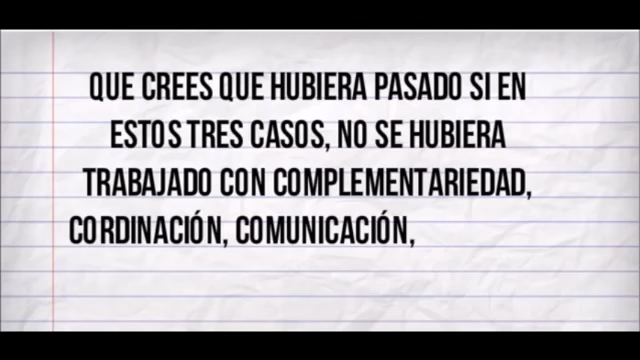 QUE CREES QUE HUBIERA PASADO SI EN
ESTOS TRES CASOS, NO SE HUBIERA
TRABAJADO CON COMPLEMENTARIEDAD,
CORDINACIÓN, COMUNICACIÓN,